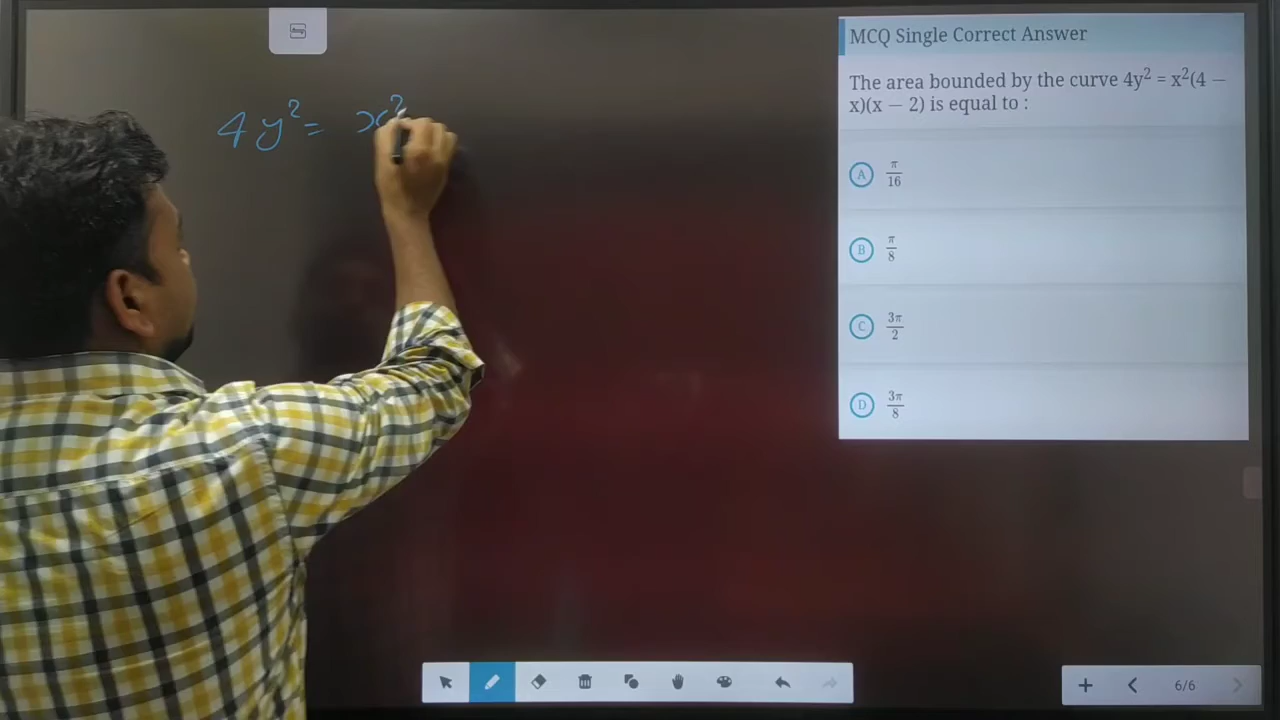 4y² = x²
MCQ Single Correct Answer
The area bounded by the curve 4y² = x²(4 –
x)(x – 2) is equal to :
A π/16
B π/8
C 3π/2
D 3π/8
6/6